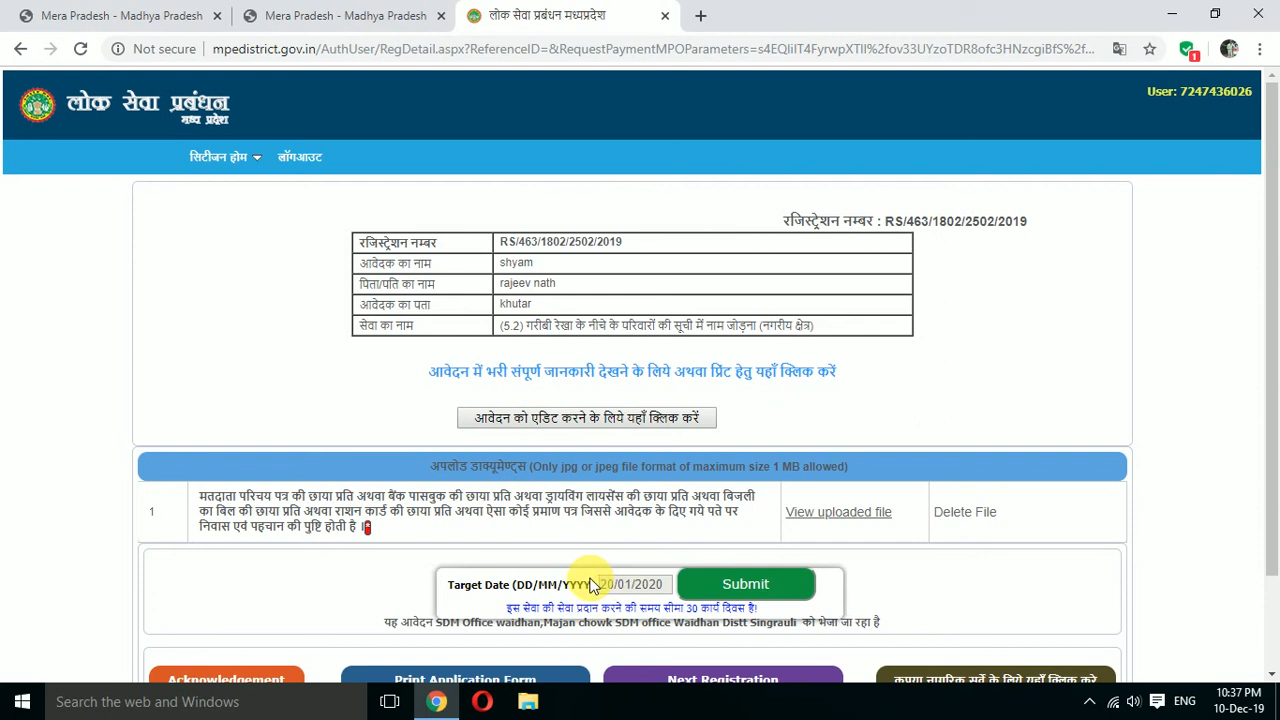 Mera Pradesh - Madhya Pradesh
Mera Pradesh - Madhya Pradesh
लोक सेवा प्रबंधन मध्यप्रदेश
Not secure
mpedistrict.gov.in/AuthUser/RegDetail.aspx?ReferenceID=&RequestPaymentMPOParameters=s4EQIiIT4FyrwpXTII%2fov33UYzoTDR8ofc3HNzcgiBfS%2f...
1
लोक सेवा प्रबंधन
मध्य प्रदेश
User: 7247436026
सिटीजन होम
लॉगआउट
रजिस्ट्रेशन नम्बर : RS/463/1802/2502/2019
रजिस्ट्रेशन नम्बर RS/463/1802/2502/2019
आवेदक का नाम shyam
पिता/पति का नाम rajeev nath
आवेदक का पता khutar
सेवा का नाम (5.2) गरीबी रेखा के नीचे के परिवारों की सूची में नाम जोड़ना (नगरीय क्षेत्र)
आवेदन में भरी संपूर्ण जानकारी देखने के लिये अथवा प्रिंट हेतु यहाँ क्लिक करें
आवेदन को एडिट करने के लिये यहाँ क्लिक करें
अपलोड डाक्यूमेण्ट्स (Only jpg or jpeg file format of maximum size 1 MB allowed)
मतदाता परिचय पत्र की छाया प्रति अथवा बैंक पासबुक की छाया प्रति अथवा ड्रायविंग लायसेंस की छाया प्रति अथवा बिजली
1 का बिल की छाया प्रति अथवा राशन कार्ड की छाया प्रति अथवा ऐसा कोई प्रमाण पत्र जिससे आवेदक के दिए गये पते पर View uploaded file Delete File
निवास एवं पहचान की पुष्टि होती है ।*
Target Date (DD/MM/YYYY 20/01/2020 Submit
इस सेवा की सेवा प्रदान करने की समय सीमा 30 कार्य दिवस है!
यह आवेदन SDM Office waidhan,Majan chowk SDM office Waidhan Distt Singrauli को भेजा जा रहा है
Acknowledgement
Print Application Form
Next Registration
कृपया नागरिक सर्वे के लिए यहाँ क्लिक करें
Search the web and Windows
ENG
10:37 PM
10-Dec-19